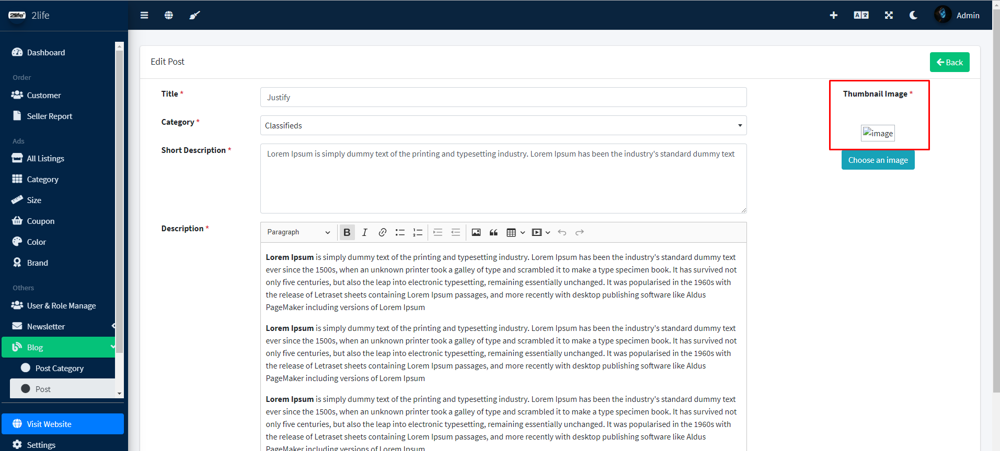 2life 2life
Admin
Dashboard
Order
Customer
Seller Report
Ads
All Listings
Category
Size
Coupon
Color
Brand
Others
User & Role Manage
Newsletter
Blog
Post Category
Post
Visit Website
Settings
Edit Post
Back
Title *
Justify
Category *
Classifieds
Short Description *
Lorem Ipsum is simply dummy text of the printing and typesetting industry. Lorem Ipsum has been the industry's standard dummy text
Description *
Paragraph
Lorem Ipsum is simply dummy text of the printing and typesetting industry. Lorem Ipsum has been the industry's standard dummy text
ever since the 1500s, when an unknown printer took a galley of type and scrambled it to make a type specimen book. It has survived not
only five centuries, but also the leap into electronic typesetting, remaining essentially unchanged. It was popularised in the 1960s with
the release of Letraset sheets containing Lorem Ipsum passages, and more recently with desktop publishing software like Aldus
PageMaker including versions of Lorem Ipsum
Lorem Ipsum is simply dummy text of the printing and typesetting industry. Lorem Ipsum has been the industry's standard dummy text
ever since the 1500s, when an unknown printer took a galley of type and scrambled it to make a type specimen book. It has survived not
only five centuries, but also the leap into electronic typesetting, remaining essentially unchanged. It was popularised in the 1960s with
the release of Letraset sheets containing Lorem Ipsum passages, and more recently with desktop publishing software like Aldus
PageMaker including versions of Lorem Ipsum
Lorem Ipsum is simply dummy text of the printing and typesetting industry. Lorem Ipsum has been the industry's standard dummy text
ever since the 1500s, when an unknown printer took a galley of type and scrambled it to make a type specimen book. It has survived not
only five centuries, but also the leap into electronic typesetting, remaining essentially unchanged. It was popularised in the 1960s with
the release of Letraset sheets containing Lorem Ipsum passages, and more recently with desktop publishing software like Aldus
PageMaker including versions of Lorem Ipsum
Thumbnail Image *
image
Choose an image